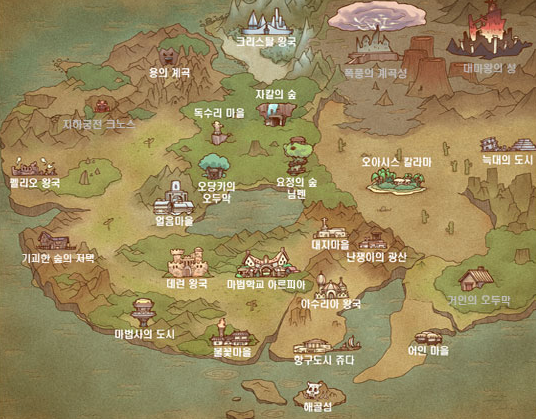 크리스탈 왕국
용의 계곡
폭풍의 계곡성
대마왕의 성
자칼의 숲
독수리 마을
지하궁전 크노스
늑대의 도시
오아시스 칼라마
펠리오 왕국
오당키의
오두막
요정의 숲
님펜
얼음마을
대자마을
기괴한 숲의 저택
난쟁이의 광산
데런 왕국
마법학교 아르피아
거인의 오두막
아수리아 왕국
마법사의 도시
불꽃마을
항구도시 쥬다
어인 마을
해골섬